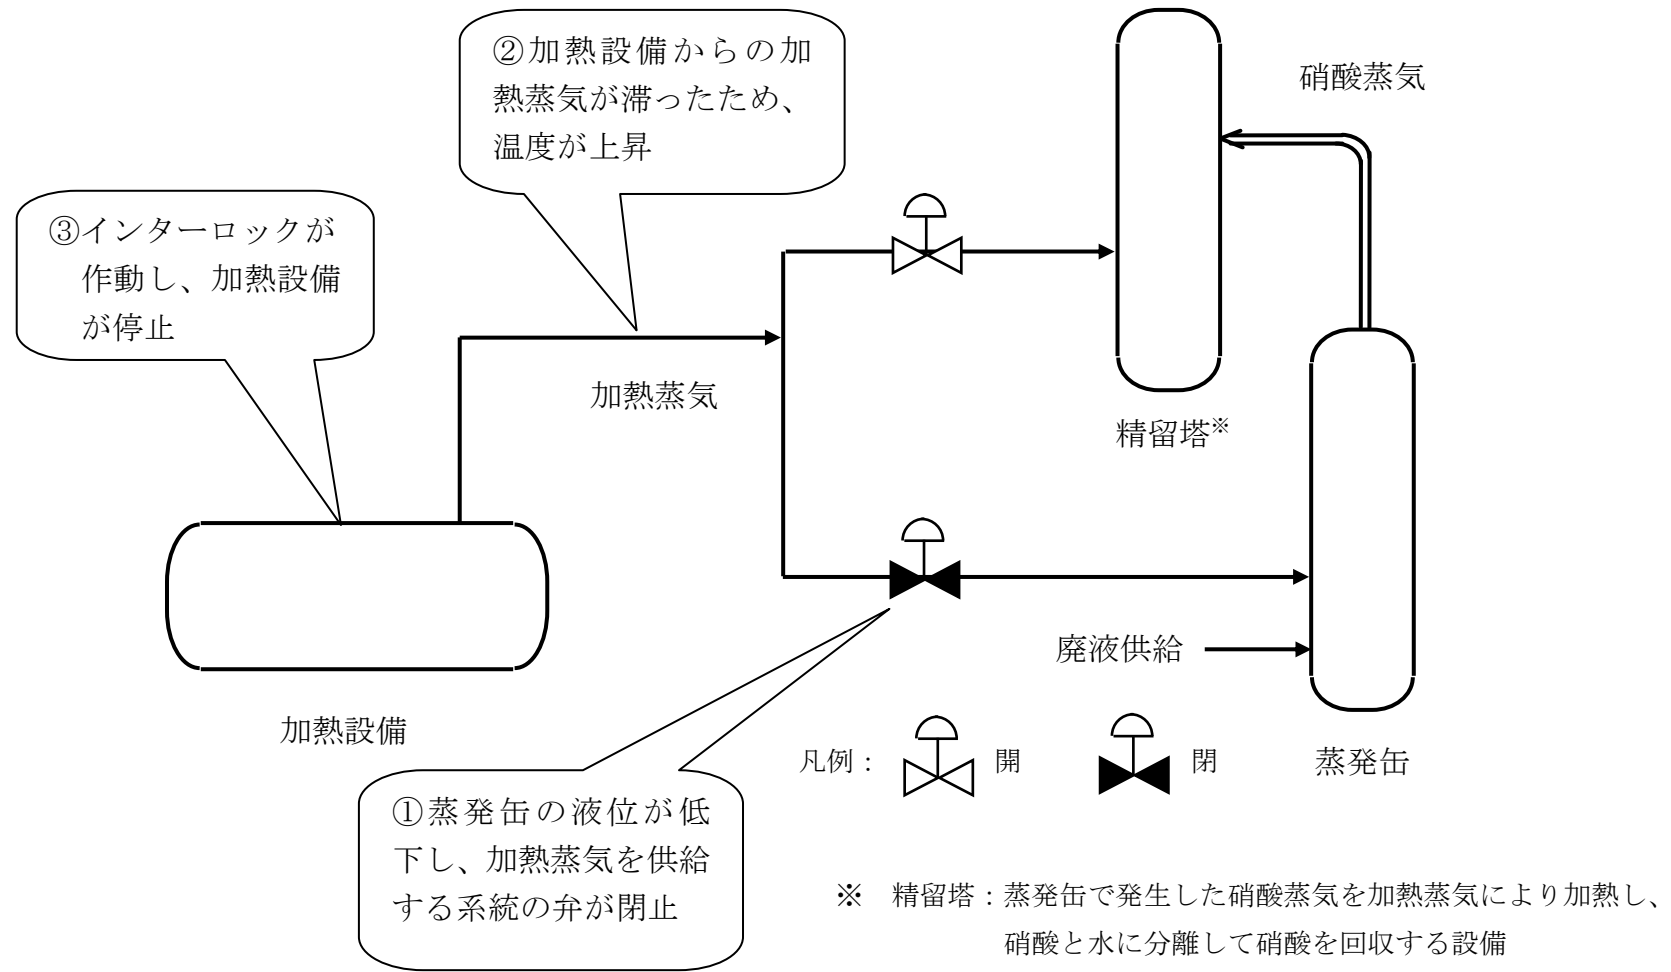 ②加熱設備からの加
熱蒸気が滞ったため、
温度が上昇
硝酸蒸気
③インターロックが
作動し、加熱設備
が停止
加熱蒸気
精留塔※
廃液供給
加熱設備
凡例：
開
閉
蒸発缶
①蒸発缶の液位が低
下し、加熱蒸気を供給
する系統の弁が閉止
※　精留塔：蒸発缶で発生した硝酸蒸気を加熱蒸気により加熱し、
硝酸と水に分離して硝酸を回収する設備